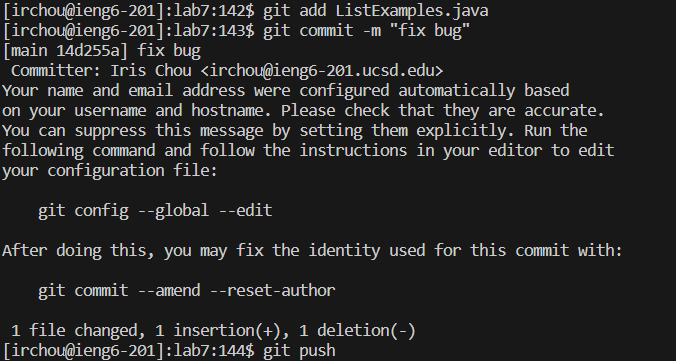 [irchou@ieng6-201]:lab7:142$ git add ListExamples.java
[irchou@ieng6-201]:lab7:143$ git commit -m "fix bug"
[main 14d255a] fix bug
 Committer: Iris Chou <irchou@ieng6-201.ucsd.edu>
Your name and email address were configured automatically based
on your username and hostname. Please check that they are accurate.
You can suppress this message by setting them explicitly. Run the
following command and follow the instructions in your editor to edit
your configuration file:
    git config --global --edit
After doing this, you may fix the identity used for this commit with:
    git commit --amend --reset-author
 1 file changed, 1 insertion(+), 1 deletion(-)
[irchou@ieng6-201]:lab7:144$ git push